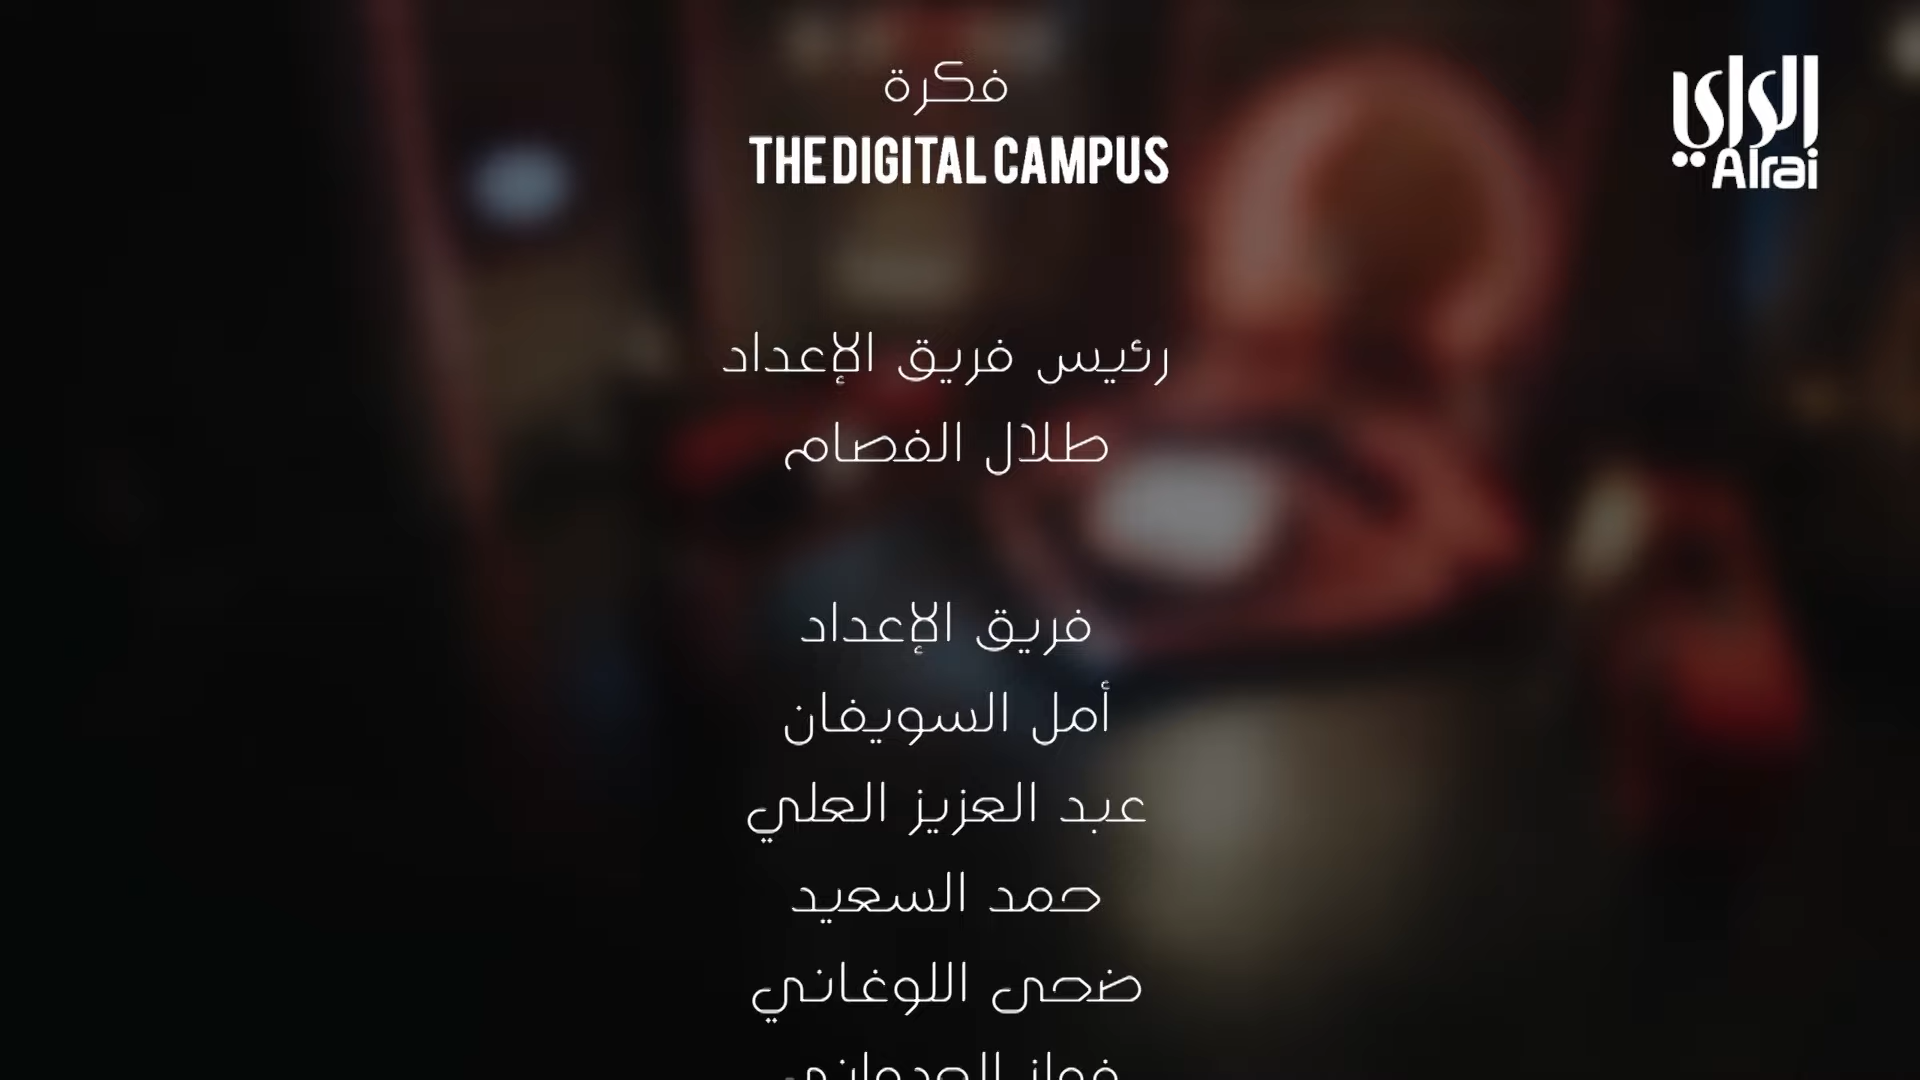 فكرة
THE DIGITAL CAMPUS
الراي
Alrai
رئيس فريق الإعداد
طلال الفصام
فريق الإعداد
أمل السويفان
عبد العزيز العلي
حمد السعيد
ضحى اللوغاني